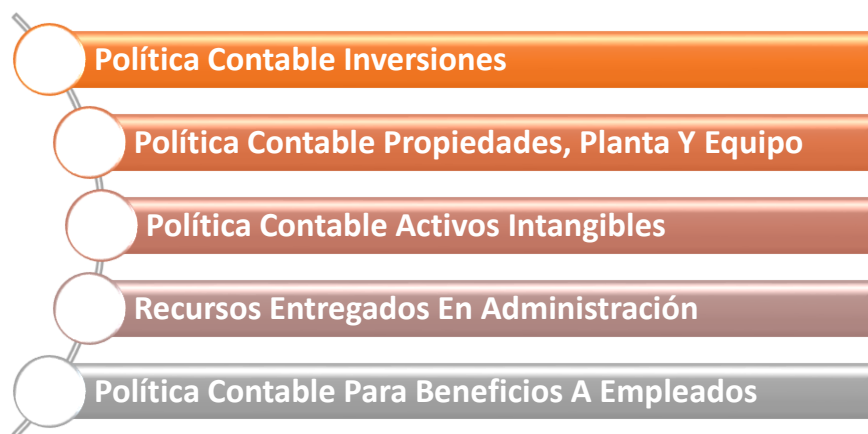 Política Contable Inversiones
Política Contable Propiedades, Planta Y Equipo
Política Contable Activos Intangibles
Recursos Entregados En Administración
Política Contable Para Beneficios A Empleados